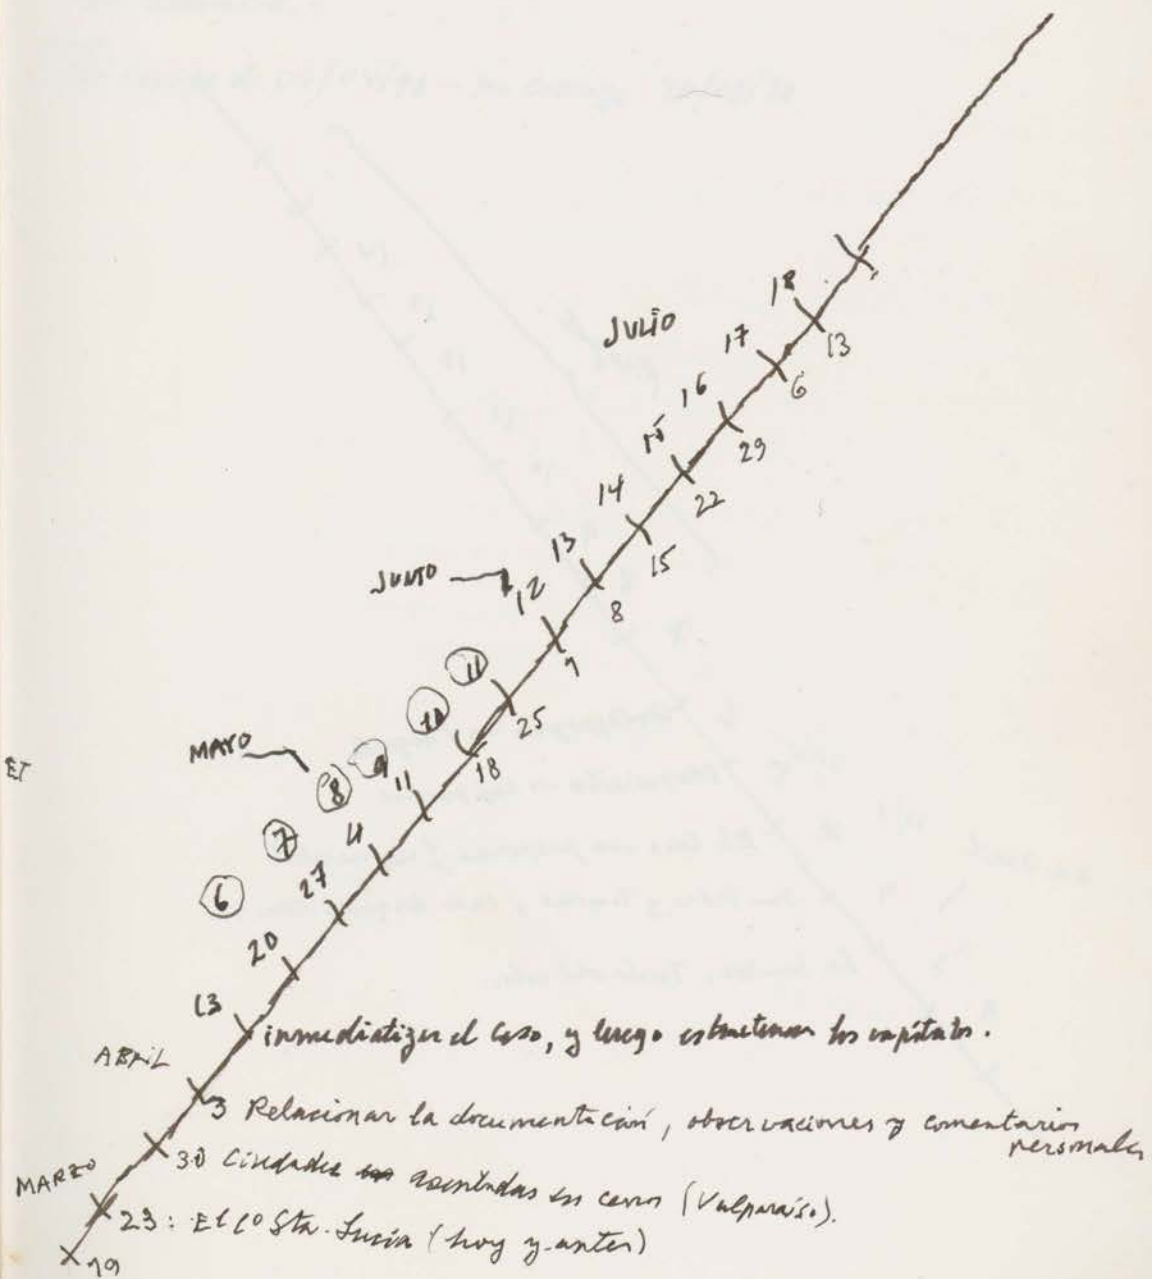 JULIO
18
13
17
6
16
29
15
22
14
15
13
8
JUNIO
12
1
11
25
10
18
MAYO
9
11
8
4
7
27
6
20
ET
13
inmediatizar el caso, y luego estructurar los capítulos.
ABRIL
3 Relacionar la documentación, observaciones y comentarios
personales
MARZO
30 Ciudades asentadas en cerros (Valparaíso).
23: El Cº Sta. Lucía (hoy y antes)
19